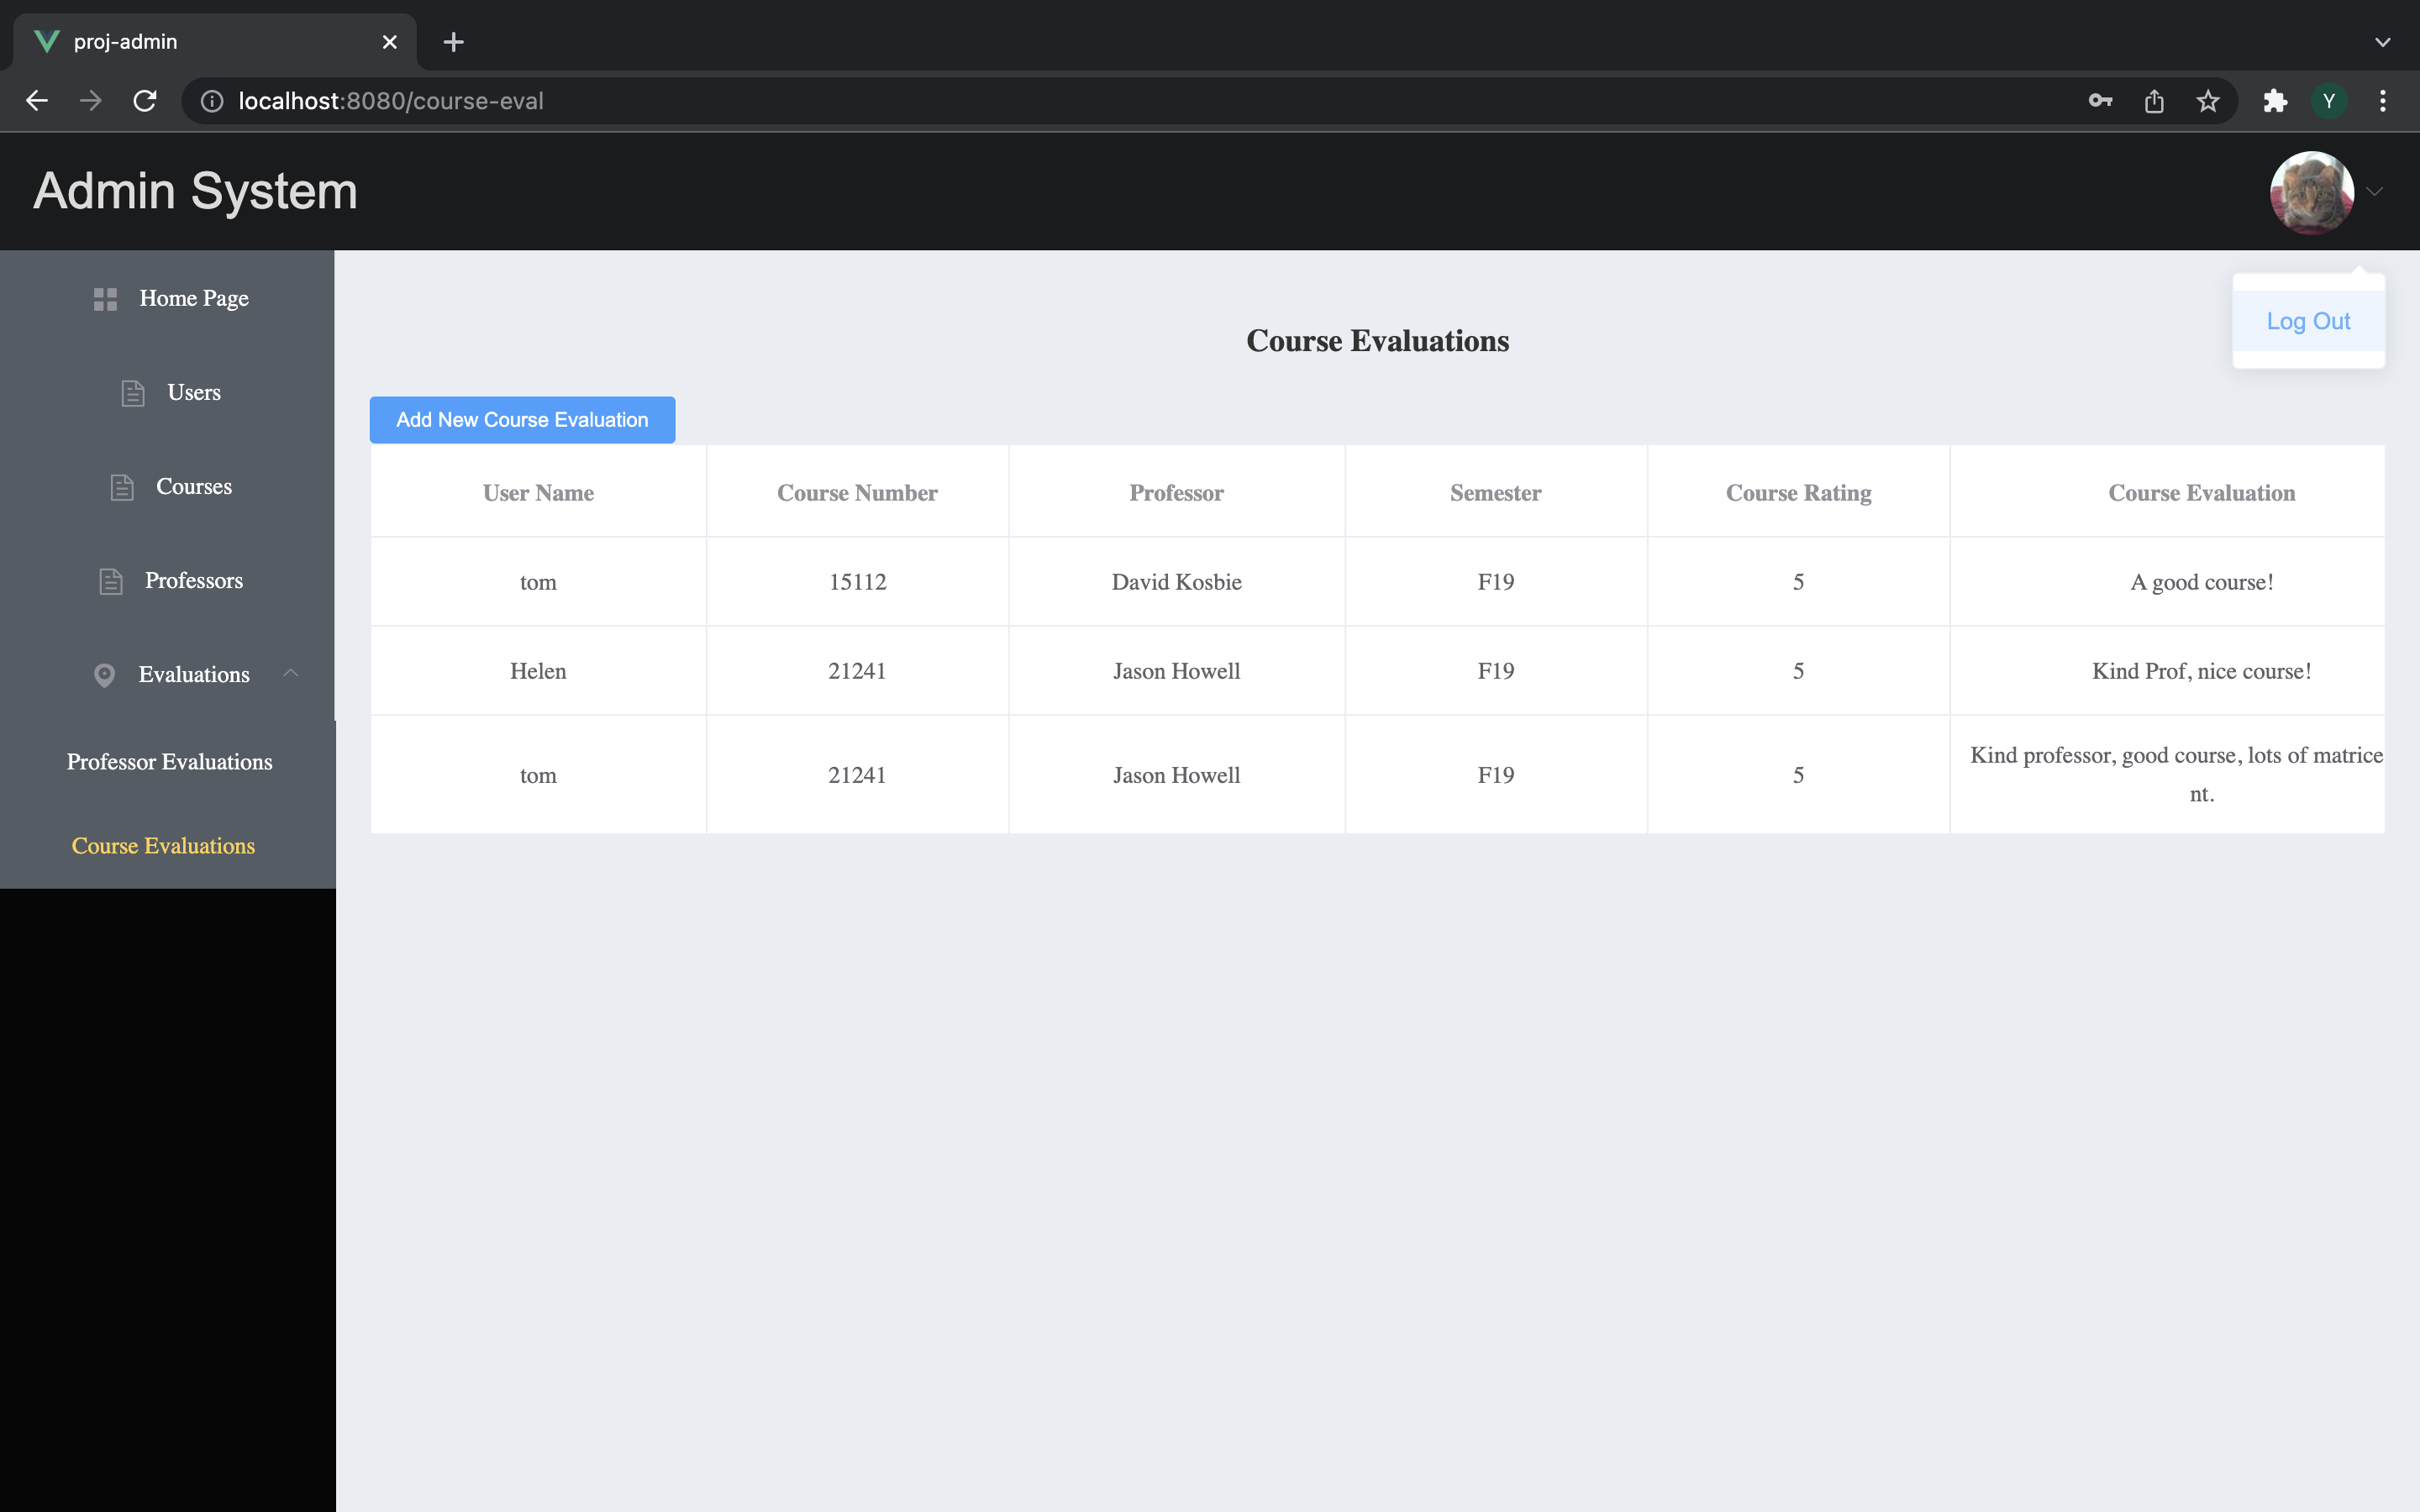 proj-admin
localhost:8080/course-eval
Y
Admin System
Home Page
Users
Courses
Professors
Evaluations
Professor Evaluations
Course Evaluations
Log Out
Course Evaluations
Add New Course Evaluation
User Name Course Number Professor Semester Course Rating Course Evaluation
tom 15112 David Kosbie F19 5 A good course!
Helen 21241 Jason Howell F19 5 Kind Prof, nice course!
tom 21241 Jason Howell F19 5 Kind professor, good course, lots of matrice
nt.